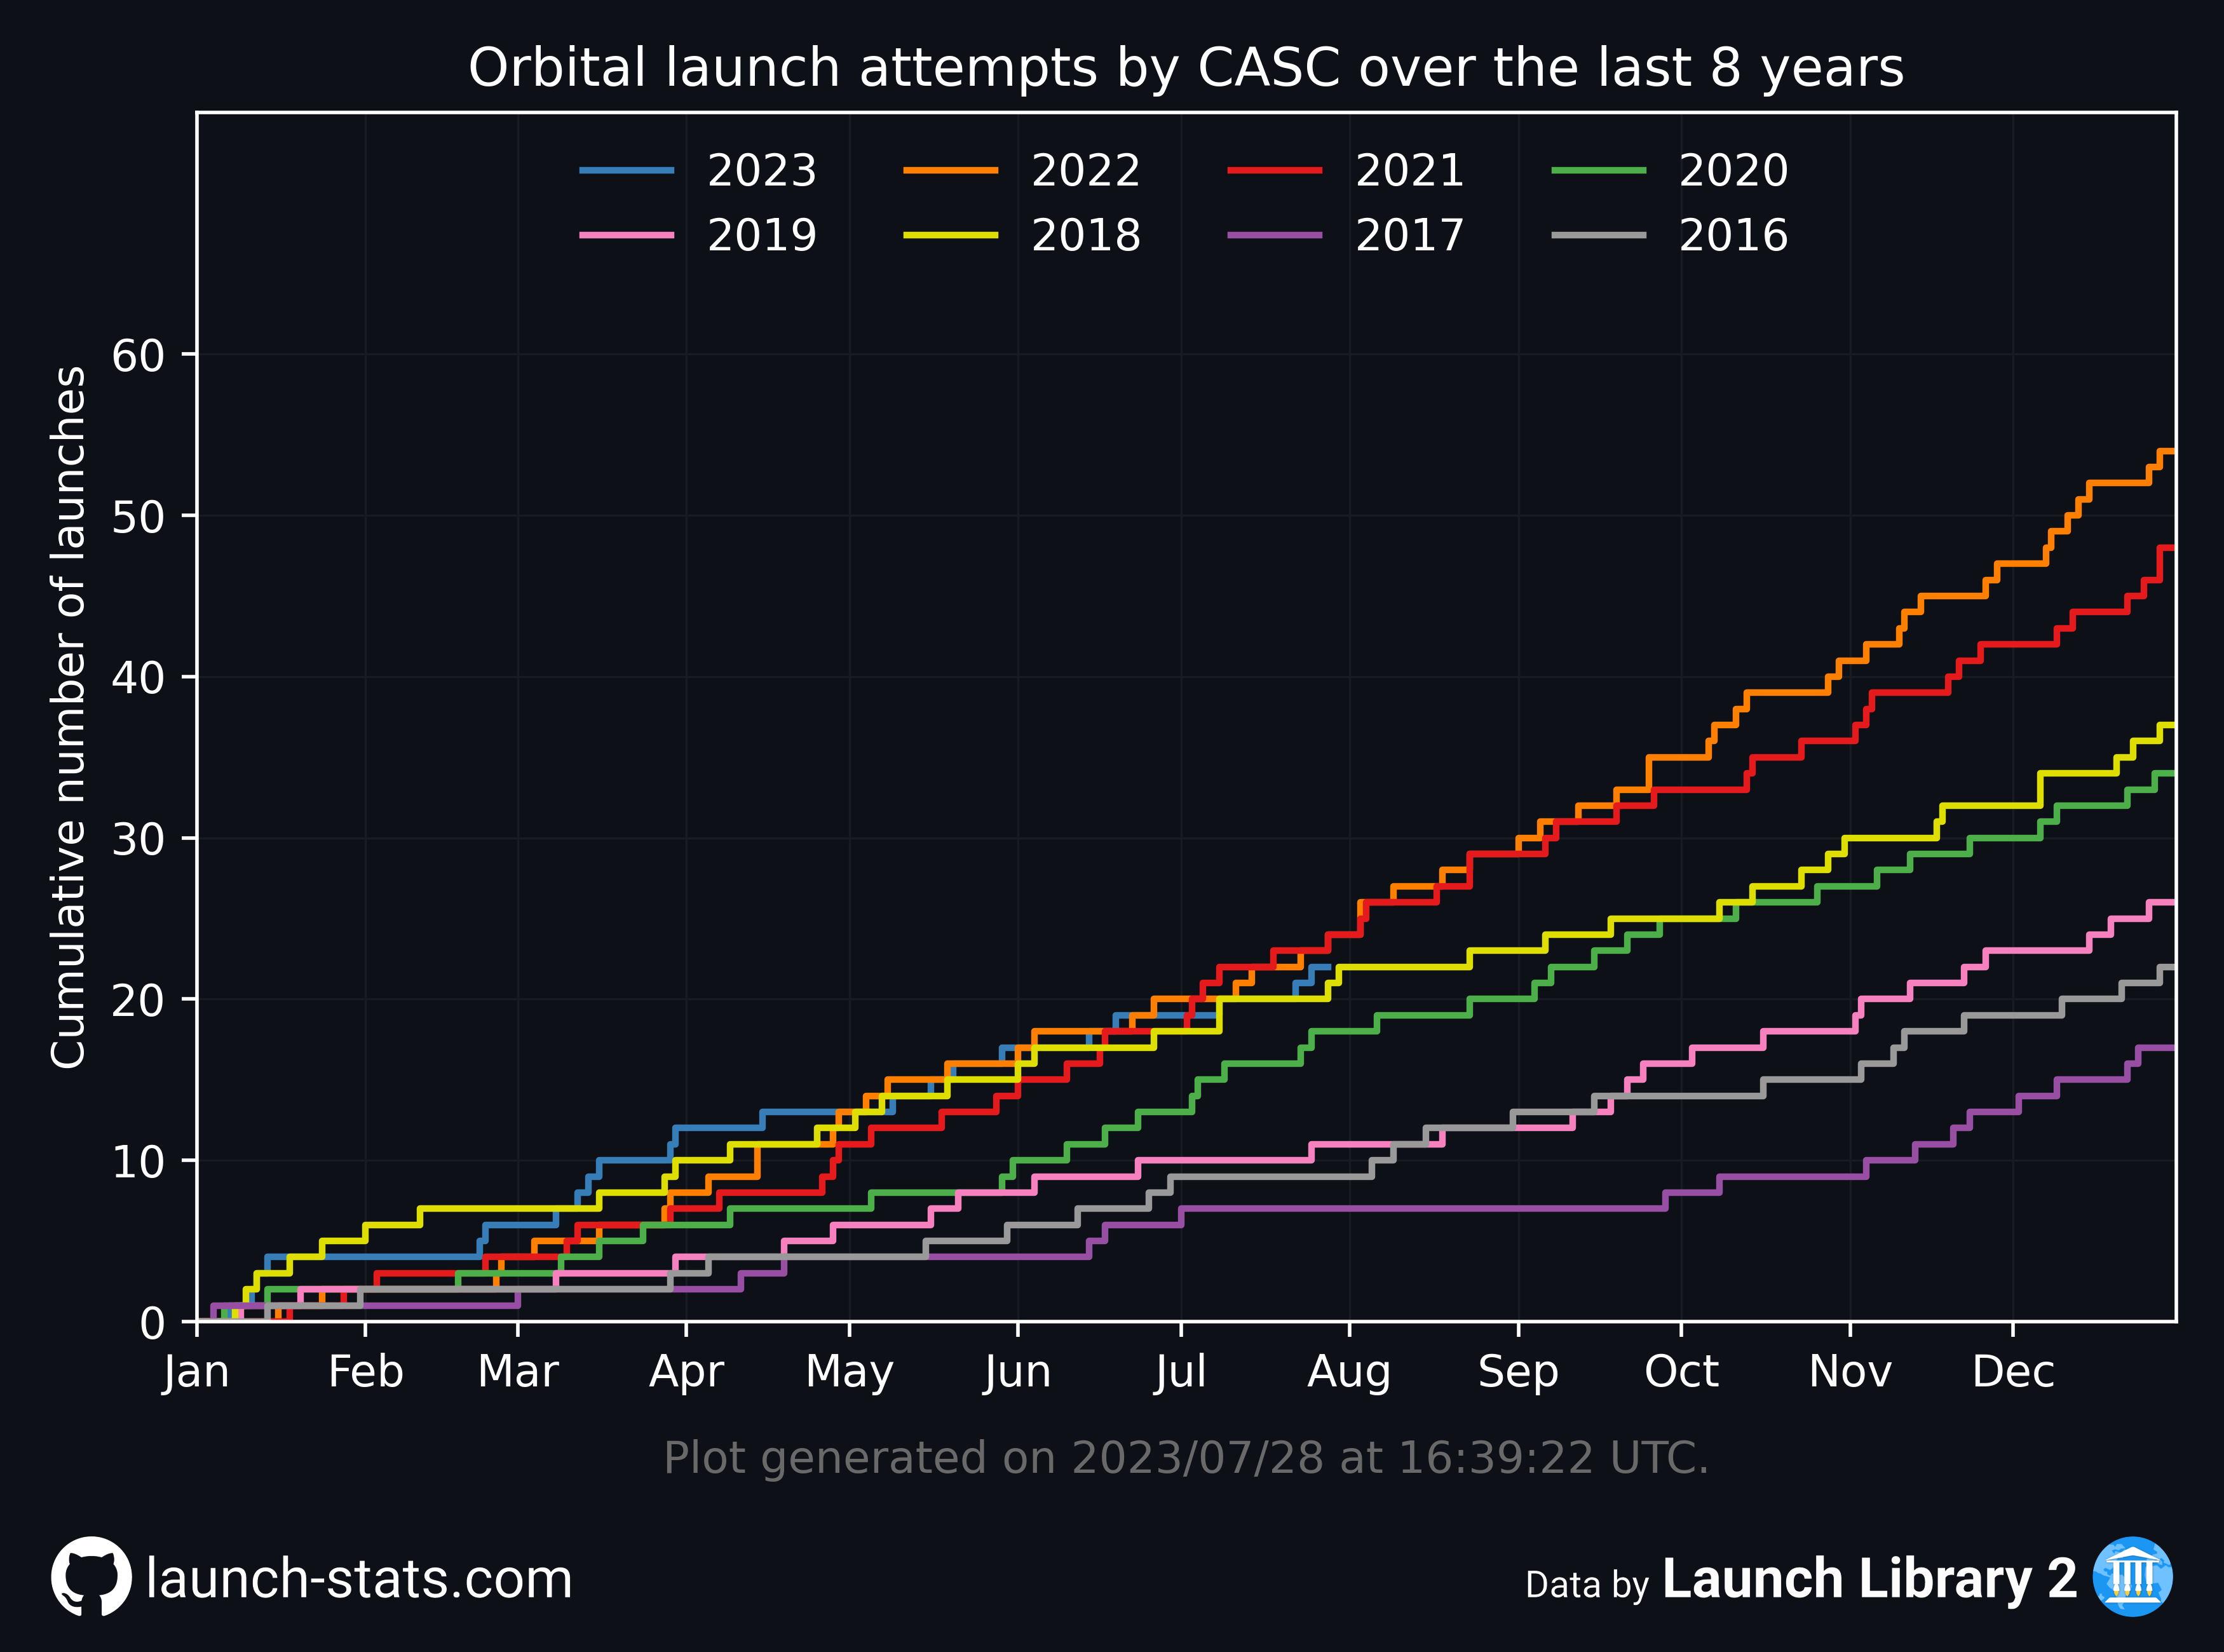 Orbital launch attempts by CASC over the last 8 years
2023 2022 2021 2020
2019 2018 2017 2016
Cumulative number of launches
60
50
40
30
20
10
0
Jan Feb Mar Apr May Jun Jul Aug Sep Oct Nov Dec
Plot generated on 2023/07/28 at 16:39:22 UTC.
launch-stats.com
Data by Launch Library 2